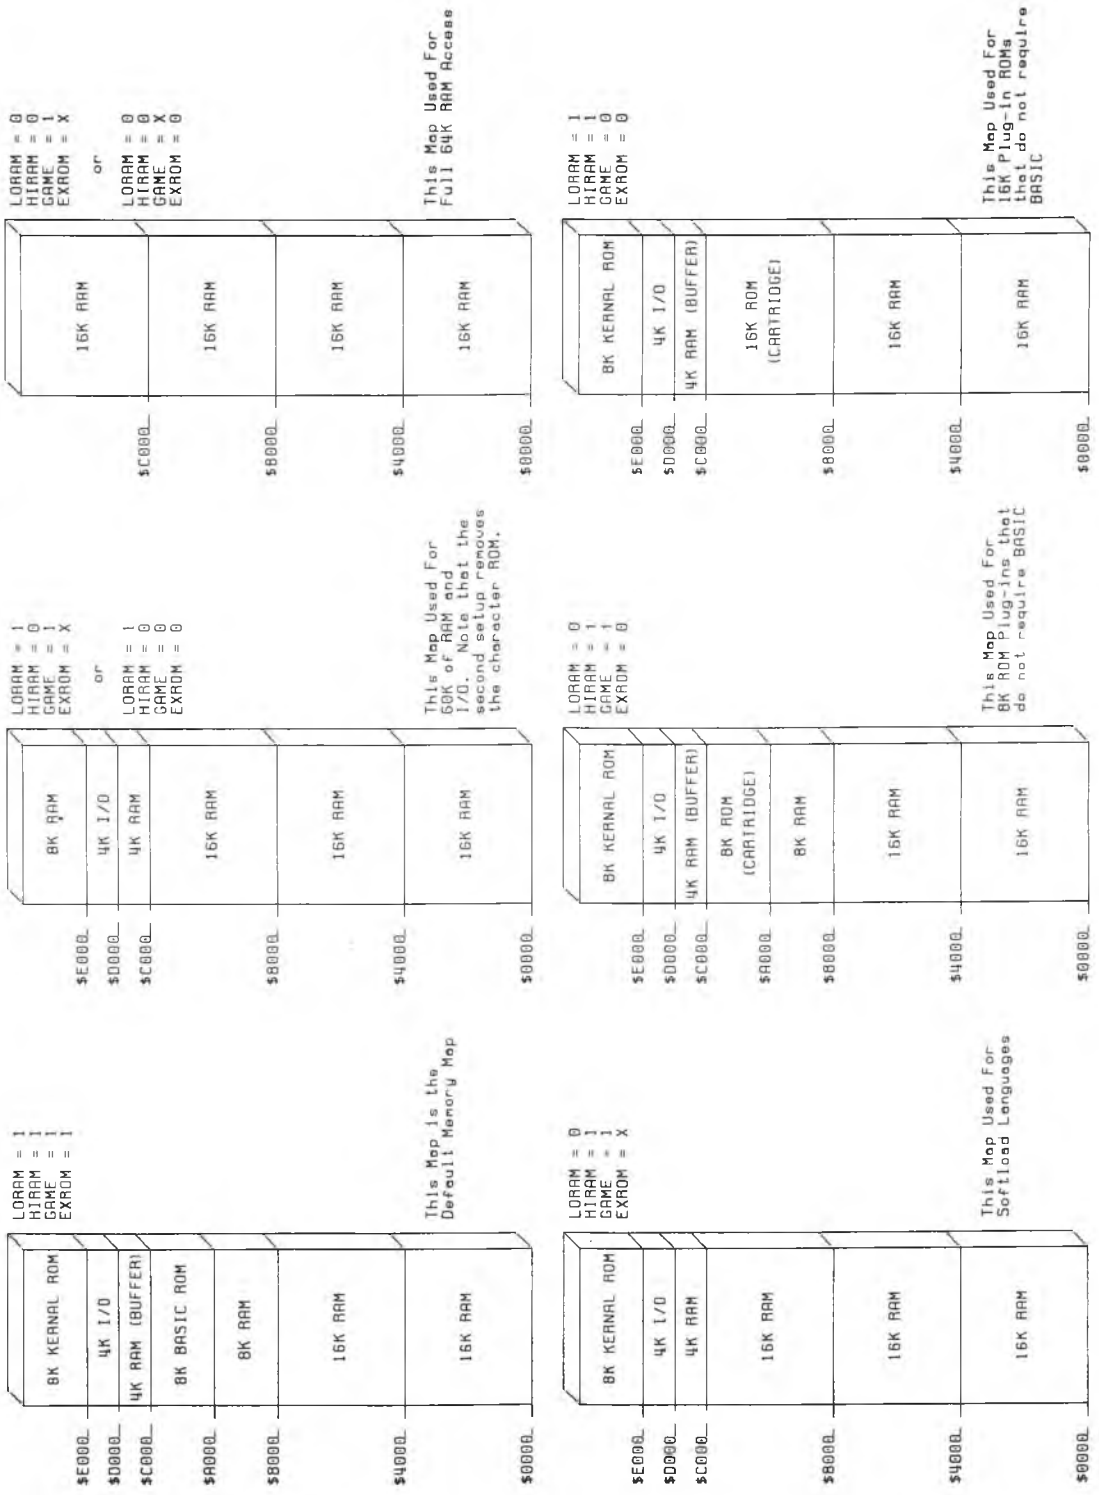 8K KERNAL ROM
4K I/O
4K RAM (BUFFER)
8K BASIC ROM
8K RAM
16K RAM
16K RAM
$E000
$D000
$C000
$A000
$8000
$4000
$0000
LORAM = 1
HIRAM = 1
GAME = 1
EXROM = 1
This Map is the
Default Memory Map
8K RAM
4K I/O
4K RAM
16K RAM
16K RAM
16K RAM
$E000
$D000
$C000
$8000
$4000
$0000
LORAM = 1
HIRAM = 0
GAME = 1
EXROM = X
or
LORAM = 1
HIRAM = 0
GAME = 0
EXROM = 0
This Map Used For
60K of RAM and
I/O. Note that the
second setup removes
the character ROM.
16K RAM
16K RAM
16K RAM
16K RAM
$C000
$8000
$4000
$0000
LORAM = 0
HIRAM = 0
GAME = 1
EXROM = X
or
LORAM = 0
HIRAM = 0
GAME = X
EXROM = 0
This Map Used For
Full 64K RAM Access
8K KERNAL ROM
4K I/O
4K RAM
16K RAM
16K RAM
16K RAM
$E000
$D000
$C000
$8000
$4000
$0000
LORAM = 0
HIRAM = 1
GAME = 1
EXROM = X
This Map Used For
Softload Languages
8K KERNAL ROM
4K I/O
4K RAM (BUFFER)
8K ROM
(CARTRIDGE)
8K RAM
16K RAM
16K RAM
$E000
$D000
$C000
$A000
$8000
$4000
$0000
LORAM = 0
HIRAM = 1
GAME = 1
EXROM = 0
This Map Used For
8K ROM Plug-ins that
do not require BASIC
8K KERNAL ROM
4K I/O
4K RAM (BUFFER)
16K ROM
(CARTRIDGE)
16K RAM
16K RAM
$E000
$D000
$C000
$8000
$4000
$0000
LORAM = 1
HIRAM = 1
GAME = 0
EXROM = 0
This Map Used For
16K Plug-in ROMs
that do not require
BASIC